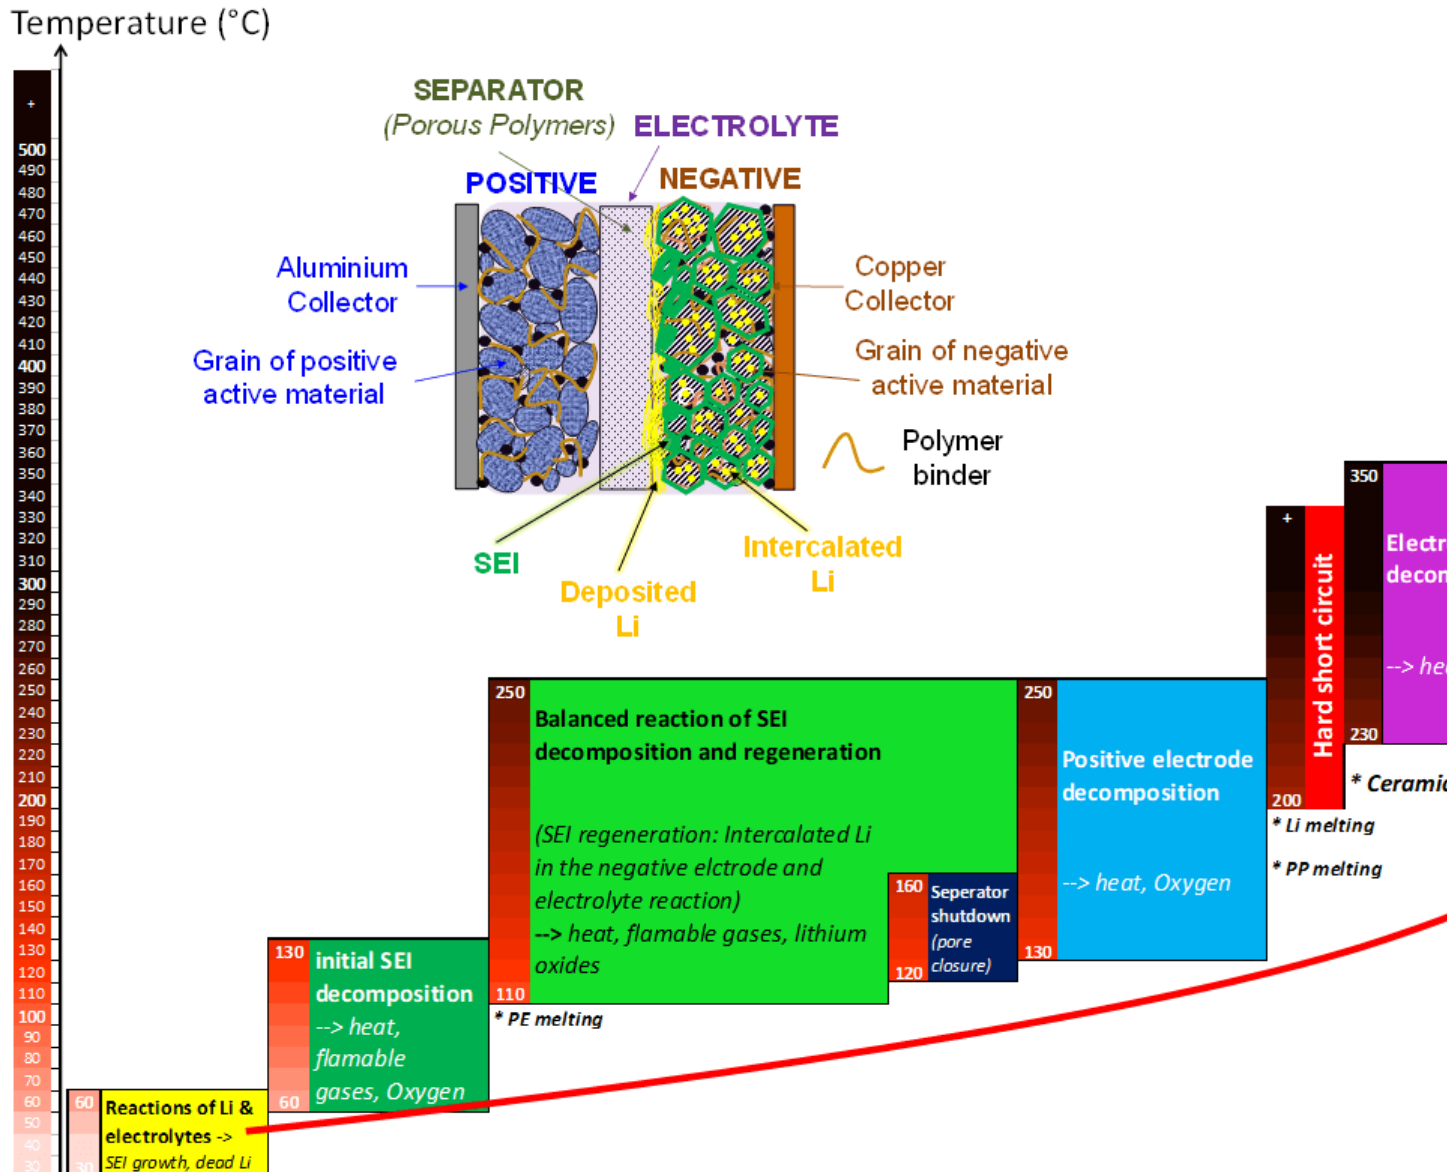 Temperature (°C)
+
500
490
480
470
460
450
440
430
420
410
400
390
380
370
360
350
340
330
320
310
300
290
280
270
260
250
240
230
220
210
200
190
180
170
160
150
140
130
120
110
100
90
80
70
60
50
40
30
SEPARATOR
(Porous Polymers)
ELECTROLYTE
POSITIVE
NEGATIVE
Aluminium
Collector
Copper
Collector
Grain of positive
active material
Grain of negative
active material
Polymer
binder
SEI
Deposited
Li
Intercalated
Li
60
30
Reactions of Li &
electrolytes ->
SEI growth, dead Li
130
60
initial SEI
decomposition
--> heat,
flamable
gases, Oxygen
250
110
Balanced reaction of SEI
decomposition and regeneration
(SEI regeneration: Intercalated Li
in the negative elctrode and
electrolyte reaction)
--> heat, flamable gases, lithium
oxides
* PE melting
160
120
Seperator
shutdown
(pore
closure)
250
130
Positive electrode
decomposition
--> heat, Oxygen
+
200
Hard short circuit
* Li melting
* PP melting
350
230
Electr
decom
--> hea
* Ceramic